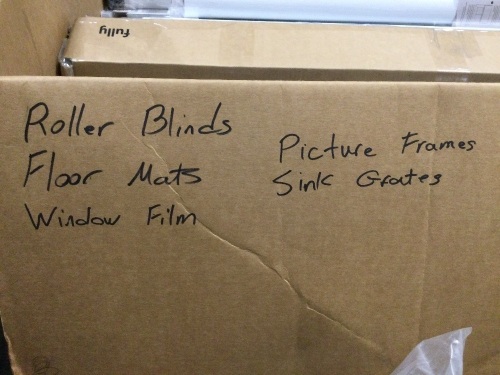 fully
Roller Blinds
Floor Mats
Window Film
Picture Frames
Sink Grates